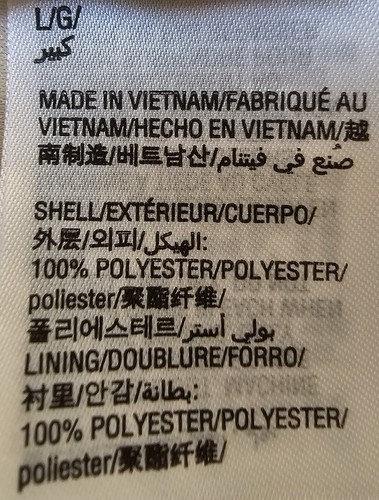 L/G/
كبير
MADE IN VIETNAM/FABRIQUÉ AU
VIETNAM/HECHO EN VIETNAM/越
南制造/베트남산/صُنع في فيتنام
SHELL/EXTÉRIEUR/CUERPO/
外层/외피/الهيكل:
100% POLYESTER/POLYESTER/
poliester/聚酯纤维/
폴리에스테르/بولي أستر
LINING/DOUBLURE/FORRO/
衬里/안감/بطانة:
100% POLYESTER/POLYESTER/
poliester/聚酯纤维/